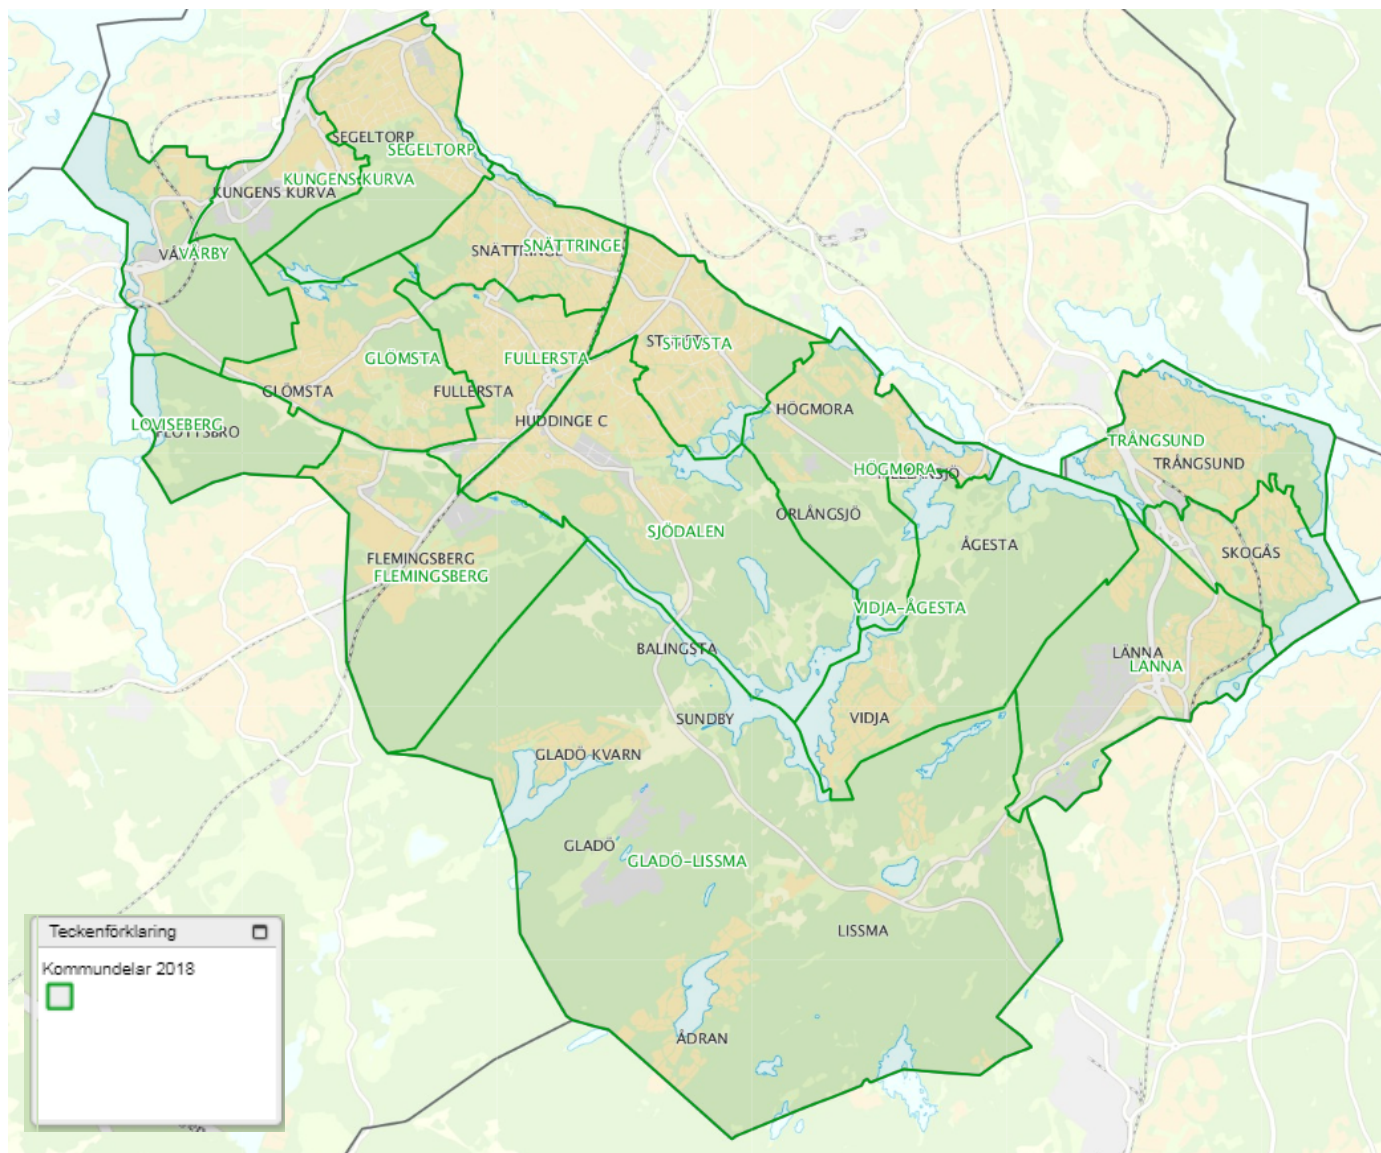 SEGELTORP
SEGELTORP
KUNGENS KURVA
KUNGENS KURVA
VÅRBY
SNÄTTRINGE
SNÄTTRINGE
STUVSTA
GLÖMSTA
GLÖMSTA
FULLERSTA
FULLERSTA
HUDDINGE C
HÖGMORA
LOVISEBERG
TRÅNGSUND
TRÅNGSUND
HÖGMORA
ORLÅNGSJÖ
SJÖDALEN
ÅGESTA
SKOGÅS
FLEMINGSBERG
FLEMINGSBERG
VIDJA-ÅGESTA
BALINGSTA
LÄNNA
LÄNNA
SUNDBY
VIDJA
GLADÖ KVARN
GLADÖ
GLADÖ-LISSMA
LISSMA
ÅDRAN
Teckenförklaring
Kommundelar 2018